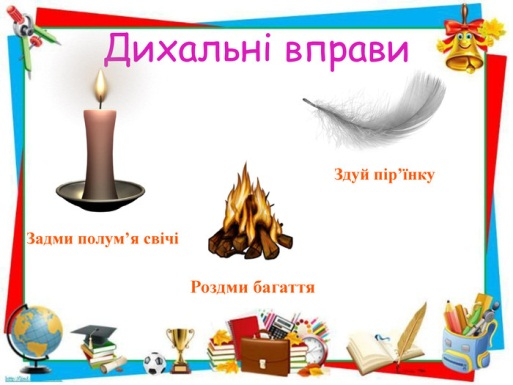 Дихальні вправи
Здуй пір’їнку
Задми полум’я свічі
Роздми багаття